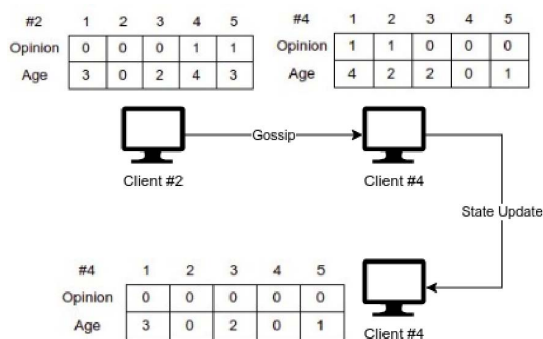 #2 1 2 3 4 5
Opinion 0 0 0 1 1
Age 3 0 2 4 3
#4 1 2 3 4 5
Opinion 1 1 0 0 0
Age 4 2 2 0 1
Gossip
Client #2
Client #4
State Update
#4 1 2 3 4 5
Opinion 0 0 0 0 0
Age 3 0 2 0 1
Client #4